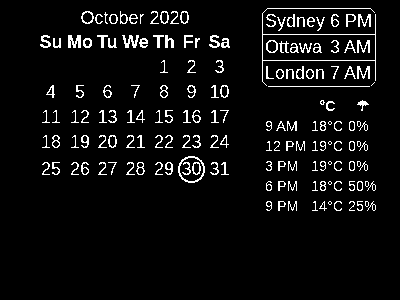 October 2020
Su Mo Tu We Th Fr Sa
1 2 3
4 5 6 7 8 9 10
11 12 13 14 15 16 17
18 19 20 21 22 23 24
25 26 27 28 29 30 31
Sydney 6 PM
Ottawa 3 AM
London 7 AM
°C ☂
9 AM 18°C 0%
12 PM 19°C 0%
3 PM 19°C 0%
6 PM 18°C 50%
9 PM 14°C 25%